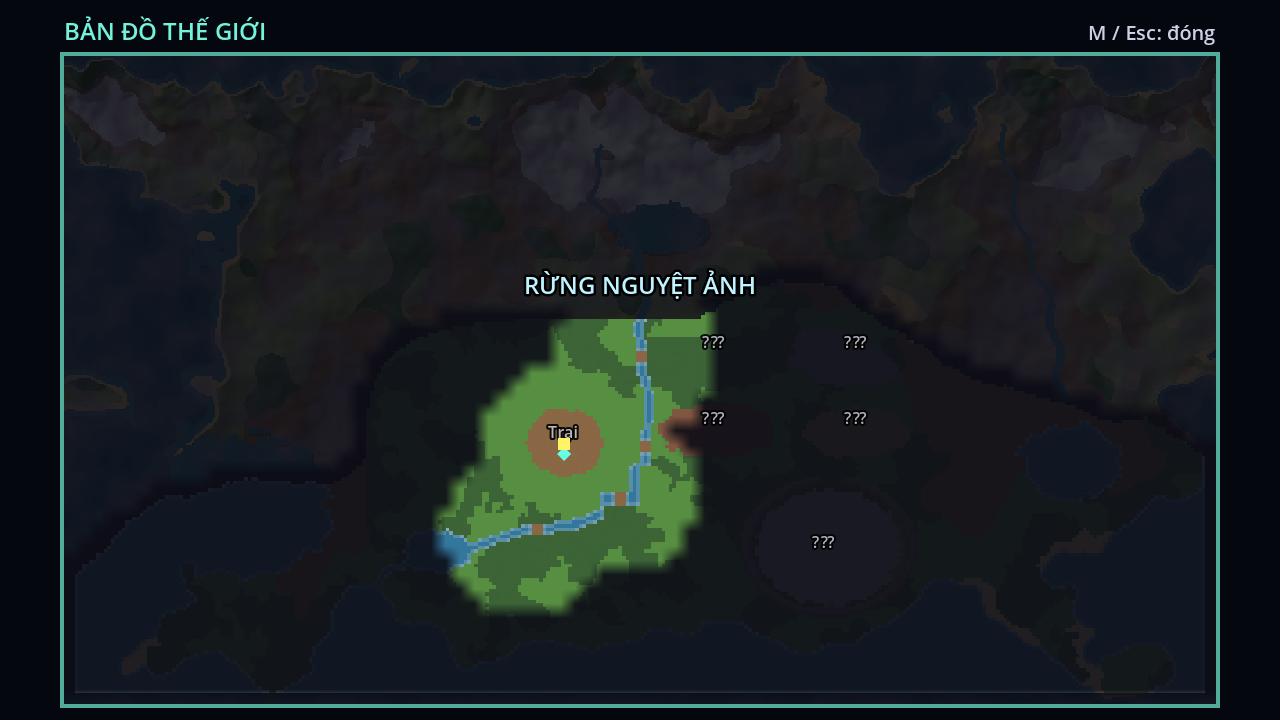 BẢN ĐỒ THẾ GIỚI
M / Esc: đóng
RỪNG NGUYỆT ẢNH
???
???
???
???
Trại
???